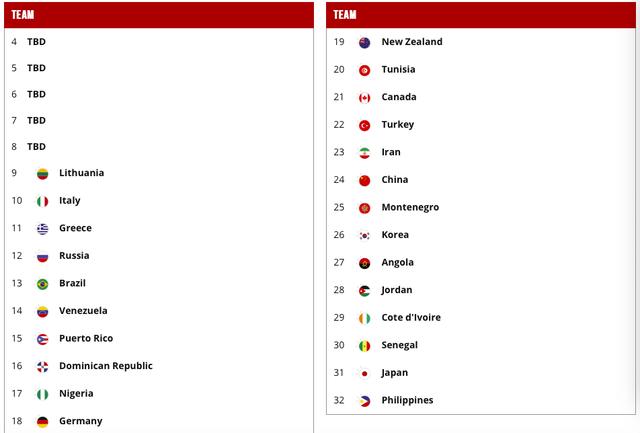 TEAM
4 TBD
5 TBD
6 TBD
7 TBD
8 TBD
9 Lithuania
10 Italy
11 Greece
12 Russia
13 Brazil
14 Venezuela
15 Puerto Rico
16 Dominican Republic
17 Nigeria
18 Germany
TEAM
19 New Zealand
20 Tunisia
21 Canada
22 Turkey
23 Iran
24 China
25 Montenegro
26 Korea
27 Angola
28 Jordan
29 Cote d'Ivoire
30 Senegal
31 Japan
32 Philippines